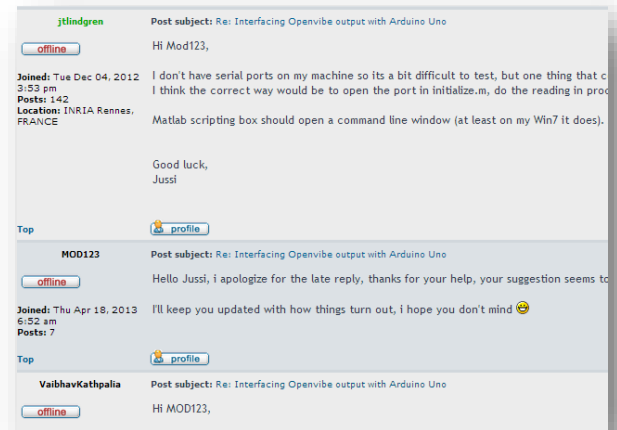 jtlindgren
Post subject: Re: Interfacing Openvibe output with Arduino Uno
offline
Hi Mod123,
Joined: Tue Dec 04, 2012
3:53 pm
Posts: 142
Location: INRIA Rennes,
FRANCE
I don't have serial ports on my machine so its a bit difficult to test, but one thing that c
I think the correct way would be to open the port in initialize.m, do the reading in proc
Matlab scripting box should open a command line window (at least on my Win7 it does).
Good luck,
Jussi
Top
profile
MOD123
Post subject: Re: Interfacing Openvibe output with Arduino Uno
offline
Hello Jussi, i apologize for the late reply, thanks for your help, your suggestion seems to
Joined: Thu Apr 18, 2013
6:52 am
Posts: 7
I'll keep you updated with how things turn out, i hope you don't mind
Top
profile
VaibhavKathpalia
Post subject: Re: Interfacing Openvibe output with Arduino Uno
offline
Hi MOD123,